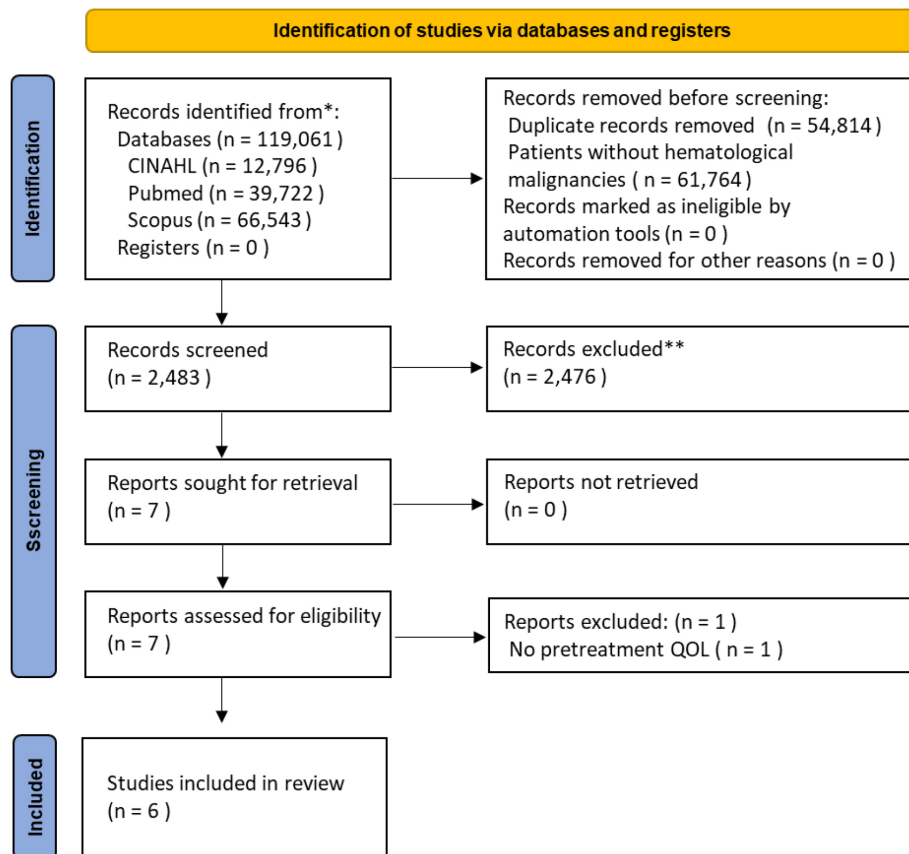 Identification of studies via databases and registers
Identification
Records identified from*:
Databases (n = 119,061)
CINAHL (n = 12,796)
Pubmed (n = 39,722)
Scopus (n = 66,543)
Registers (n = 0)
Records removed before screening:
Duplicate records removed (n = 54,814)
Patients without hematological
malignancies ( n = 61,764)
Records marked as ineligible by
automation tools (n = 0)
Records removed for other reasons (n = 0 )
Sscreening
Records screened
(n = 2,483 )
Records excluded**
(n = 2,476 )
Reports sought for retrieval
(n = 7 )
Reports not retrieved
(n = 0 )
Reports assessed for eligibility
(n = 7 )
Reports excluded: (n = 1 )
No pretreatment QOL ( n = 1 )
Included
Studies included in review
(n = 6 )